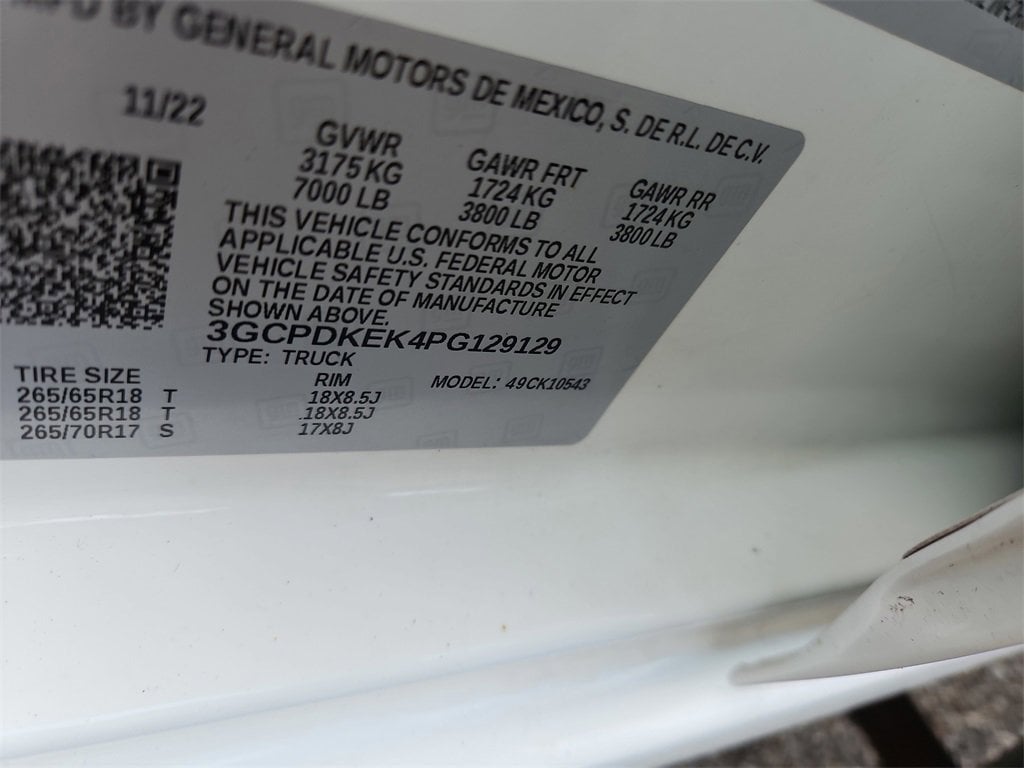 MFD BY GENERAL MOTORS DE MEXICO, S. DE R.L. DE C.V.
11/22
GVWR GAWR FRT GAWR RR
3175 KG 1724 KG 1724 KG
7000 LB 3800 LB 3800 LB
THIS VEHICLE CONFORMS TO ALL
APPLICABLE U.S. FEDERAL MOTOR
VEHICLE SAFETY STANDARDS IN EFFECT
ON THE DATE OF MANUFACTURE
SHOWN ABOVE.
3GCPDKEK4PG129129
TYPE: TRUCK MODEL: 49CK10543
TIRE SIZE RIM
265/65R18 T 18X8.5J
265/65R18 T 18X8.5J
265/70R17 S 17X8J